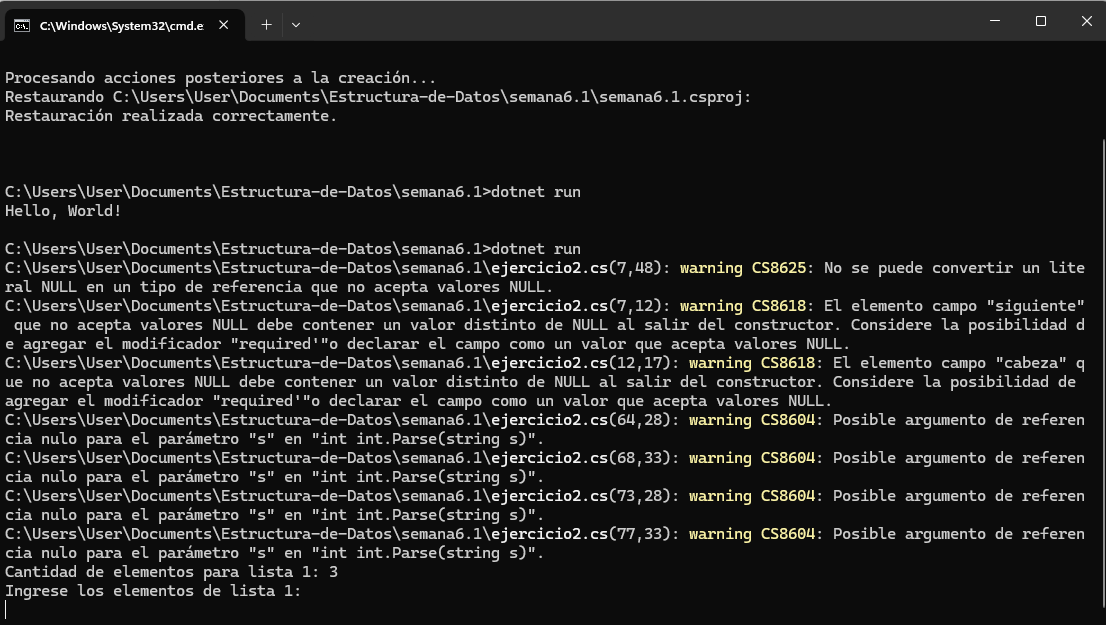 C:\Windows\System32\cmd.e
Procesando acciones posteriores a la creación...
Restaurando C:\Users\User\Documents\Estructura-de-Datos\semana6.1\semana6.1.csproj:
Restauración realizada correctamente.
C:\Users\User\Documents\Estructura-de-Datos\semana6.1>dotnet run
Hello, World!
C:\Users\User\Documents\Estructura-de-Datos\semana6.1>dotnet run
C:\Users\User\Documents\Estructura-de-Datos\semana6.1\ejercicio2.cs(7,48): warning CS8625: No se puede convertir un lite
ral NULL en un tipo de referencia que no acepta valores NULL.
C:\Users\User\Documents\Estructura-de-Datos\semana6.1\ejercicio2.cs(7,12): warning CS8618: El elemento campo "siguiente"
 que no acepta valores NULL debe contener un valor distinto de NULL al salir del constructor. Considere la posibilidad d
e agregar el modificador "required'"o declarar el campo como un valor que acepta valores NULL.
C:\Users\User\Documents\Estructura-de-Datos\semana6.1\ejercicio2.cs(12,17): warning CS8618: El elemento campo "cabeza" q
ue no acepta valores NULL debe contener un valor distinto de NULL al salir del constructor. Considere la posibilidad de
agregar el modificador "required'"o declarar el campo como un valor que acepta valores NULL.
C:\Users\User\Documents\Estructura-de-Datos\semana6.1\ejercicio2.cs(64,28): warning CS8604: Posible argumento de referen
cia nulo para el parámetro "s" en "int int.Parse(string s)".
C:\Users\User\Documents\Estructura-de-Datos\semana6.1\ejercicio2.cs(68,33): warning CS8604: Posible argumento de referen
cia nulo para el parámetro "s" en "int int.Parse(string s)".
C:\Users\User\Documents\Estructura-de-Datos\semana6.1\ejercicio2.cs(73,28): warning CS8604: Posible argumento de referen
cia nulo para el parámetro "s" en "int int.Parse(string s)".
C:\Users\User\Documents\Estructura-de-Datos\semana6.1\ejercicio2.cs(77,33): warning CS8604: Posible argumento de referen
cia nulo para el parámetro "s" en "int int.Parse(string s)".
Cantidad de elementos para lista 1: 3
Ingrese los elementos de lista 1: